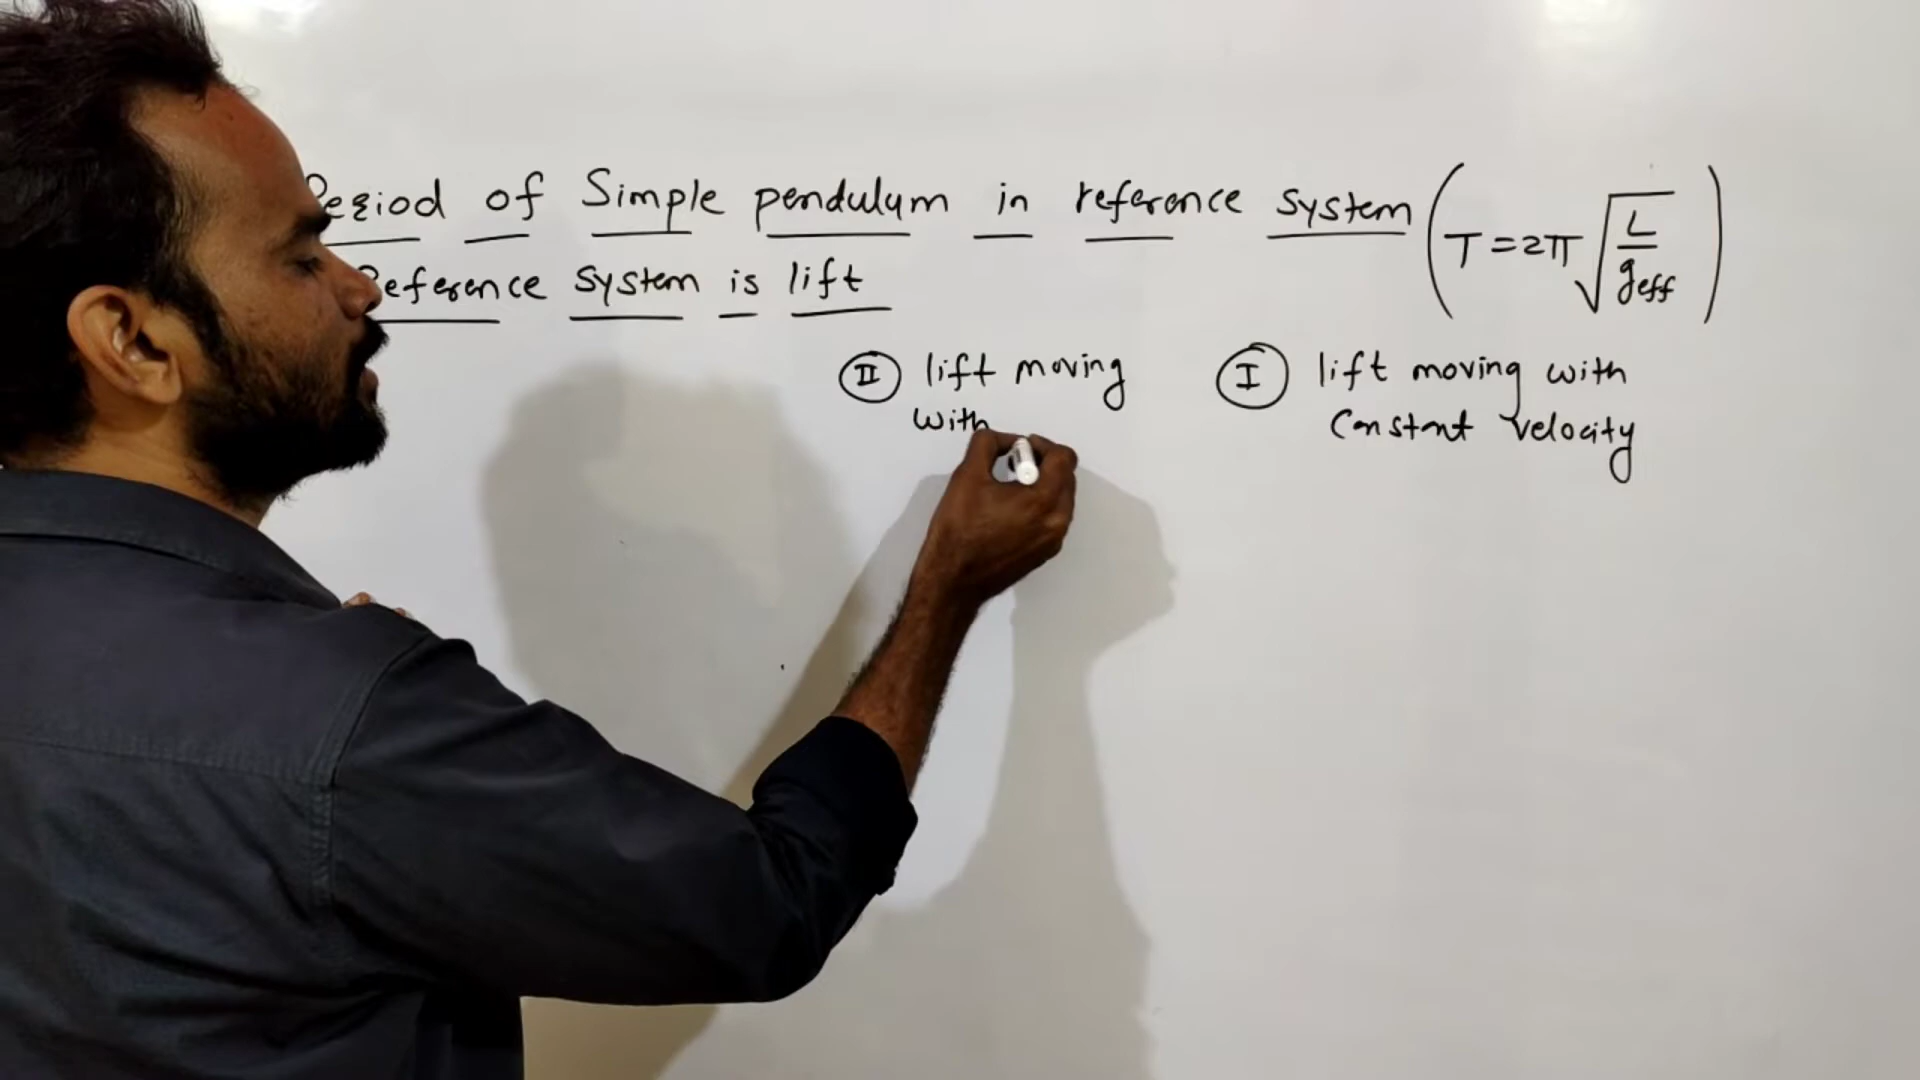 Period of Simple pendulum in reference system (T = 2π √(L/geff))
Reference system is lift
II lift moving
with
I lift moving with
Constant velocity